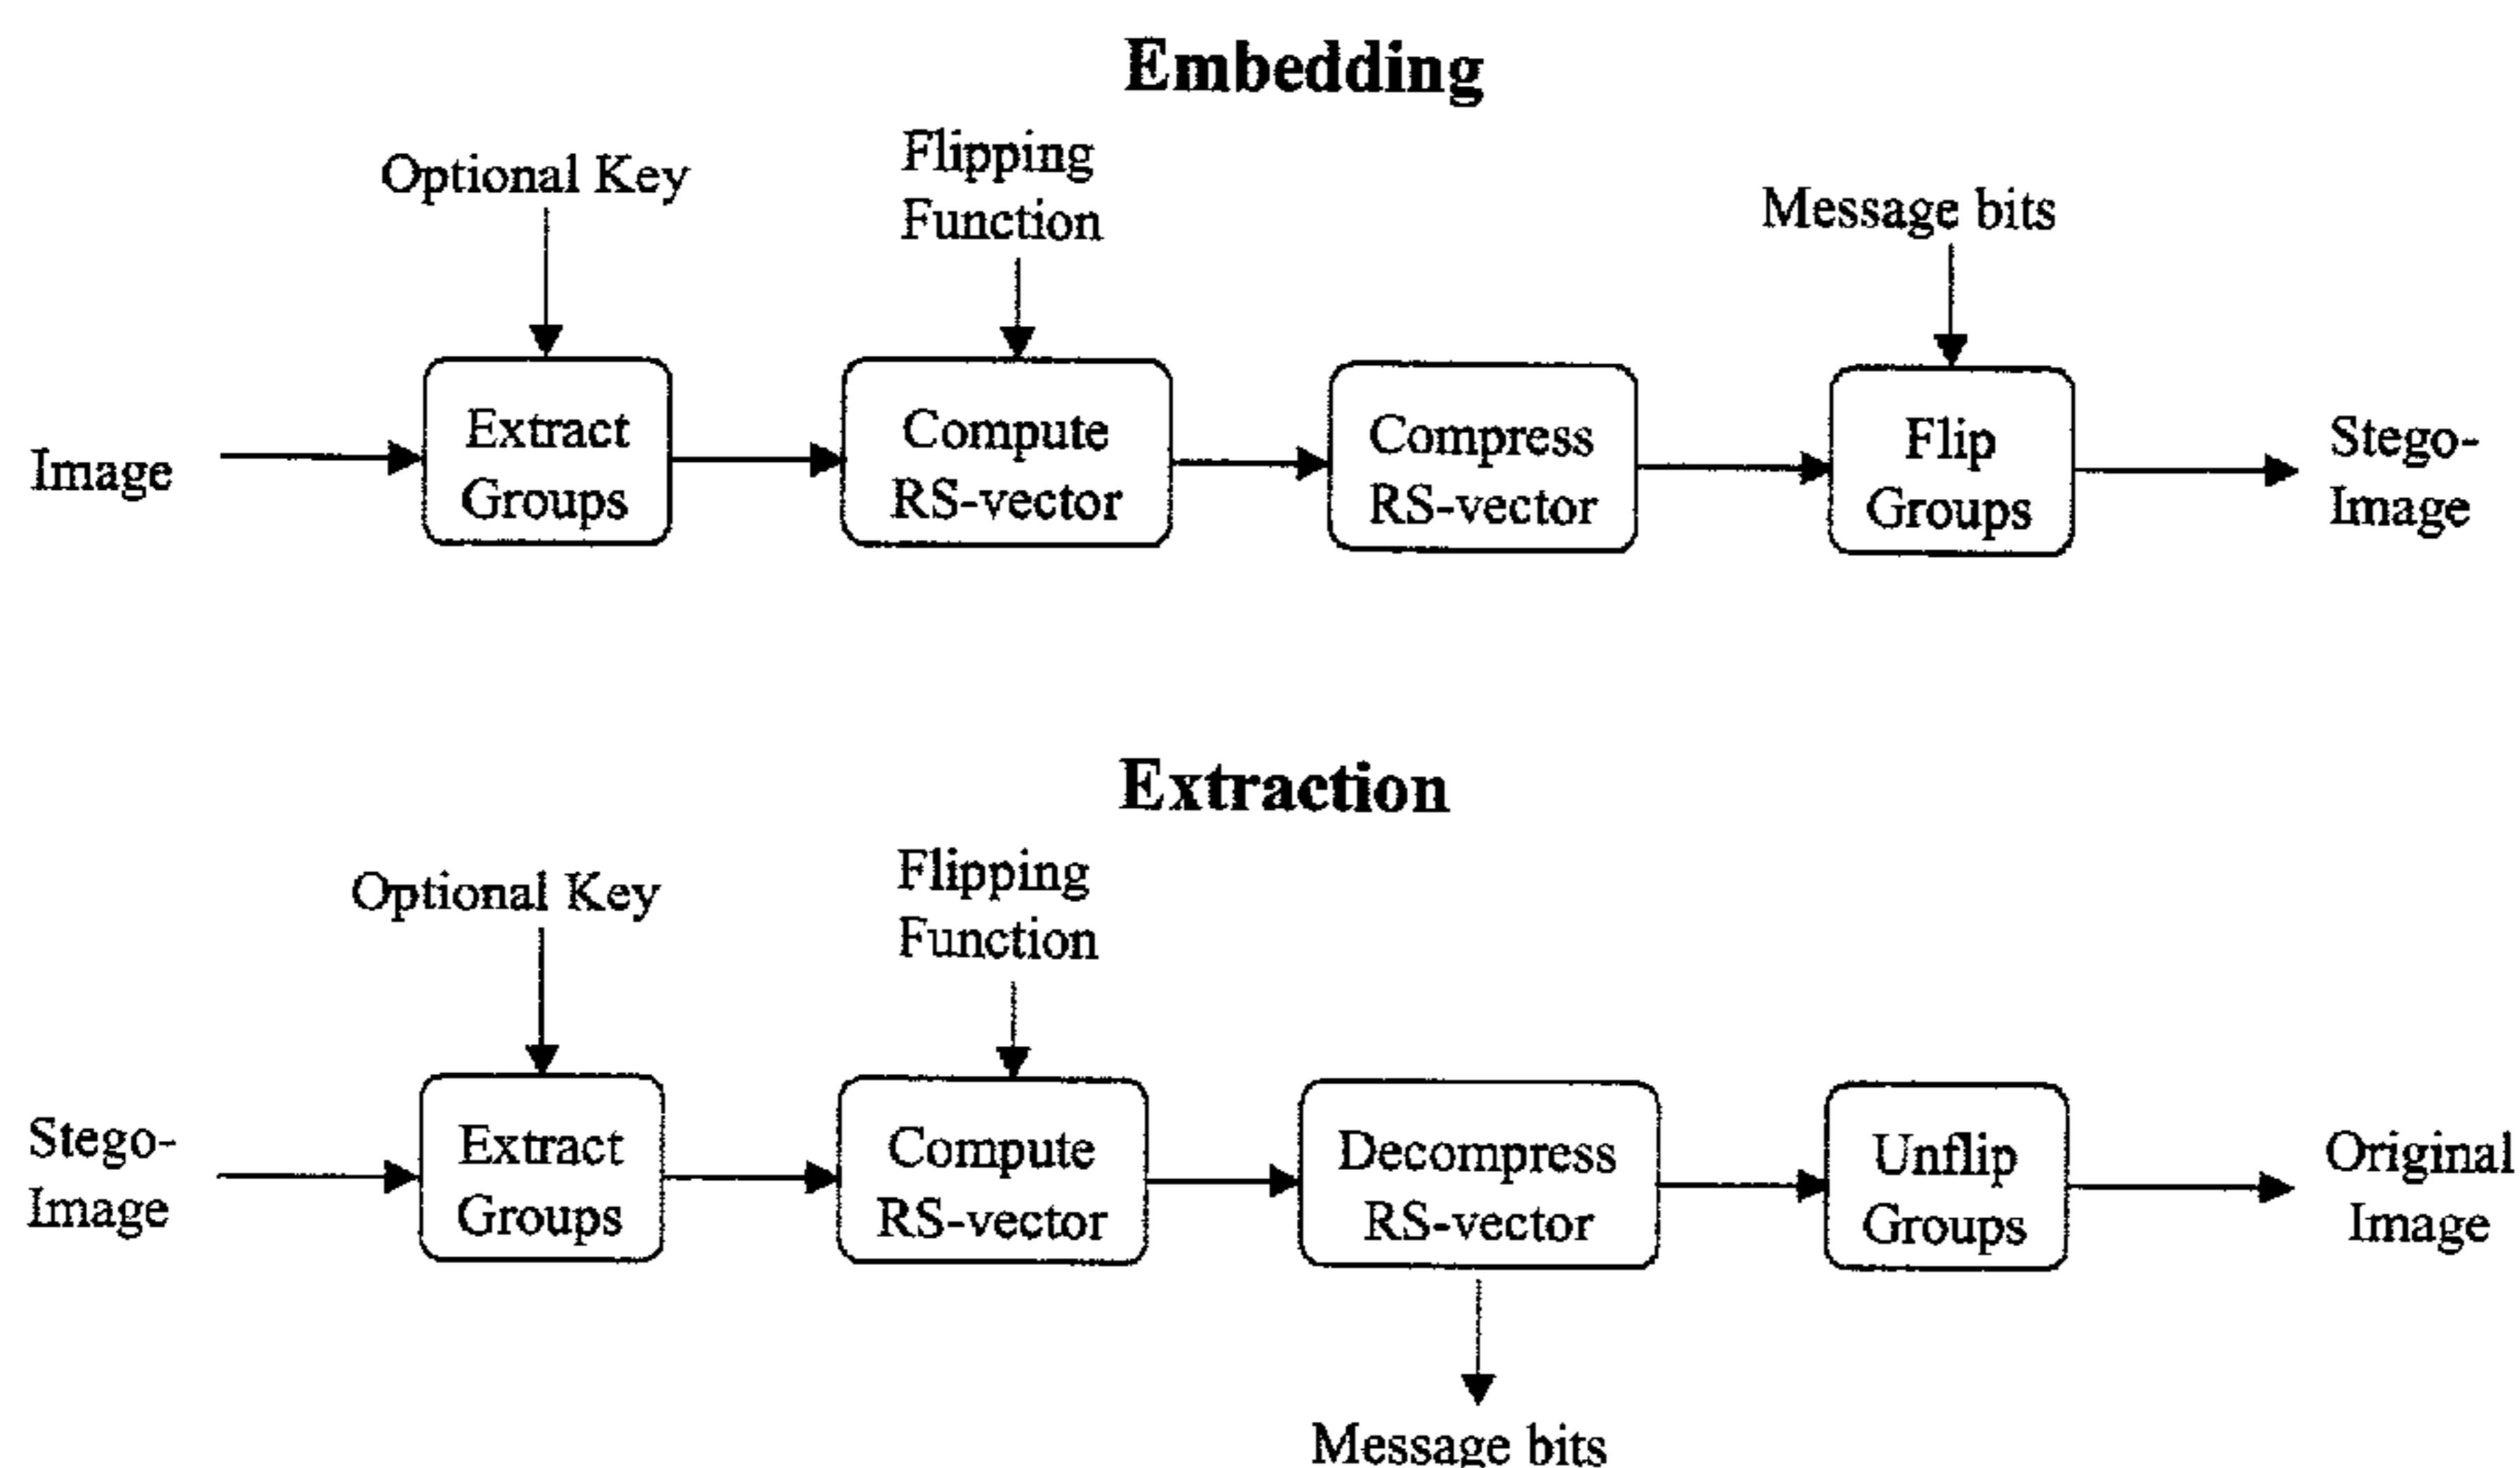 Embedding
Optional Key
Flipping
Function
Message bits
Image
Extract
Groups
Compute
RS-vector
Compress
RS-vector
Flip
Groups
Stego-
Image
Extraction
Optional Key
Flipping
Function
Stego-
Image
Extract
Groups
Compute
RS-vector
Decompress
RS-vector
Unflip
Groups
Original
Image
Message bits